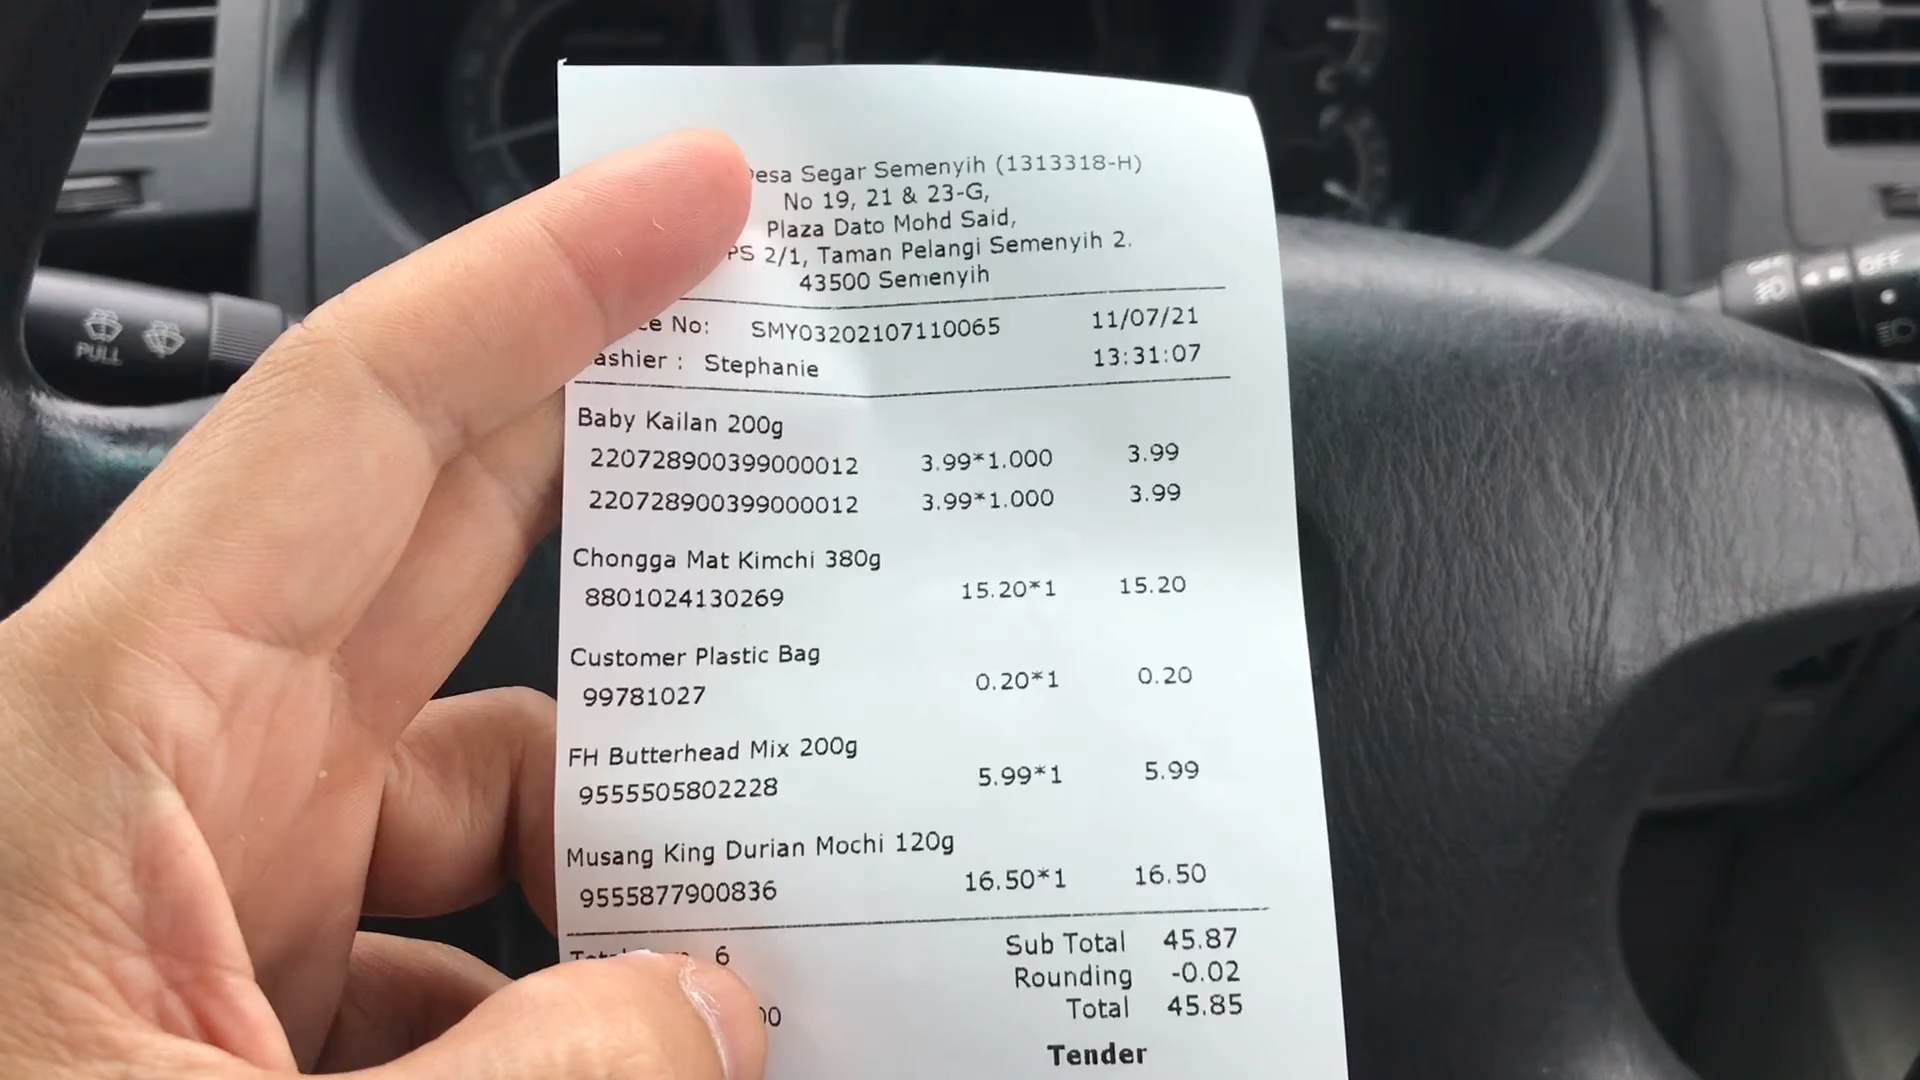 Segar Semenyih (1313318-H)
No 19, 21 & 23-G,
Plaza Dato Mohd Said,
PS 2/1, Taman Pelangi Semenyih 2.
43500 Semenyih
No: SMY03202107110065 11/07/21
Stephanie 13:31:07
Baby Kailan 200g
220728900399000012 3.99*1.000 3.99
220728900399000012 3.99*1.000 3.99
Chongga Mat Kimchi 380g
8801024130269 15.20*1 15.20
Customer Plastic Bag
99781027 0.20*1 0.20
FH Butterhead Mix 200g
9555505802228 5.99*1 5.99
Musang King Durian Mochi 120g
9555877900836 16.50*1 16.50
6 Sub Total 45.87
Rounding -0.02
Total 45.85
Tender
PULL
OFF